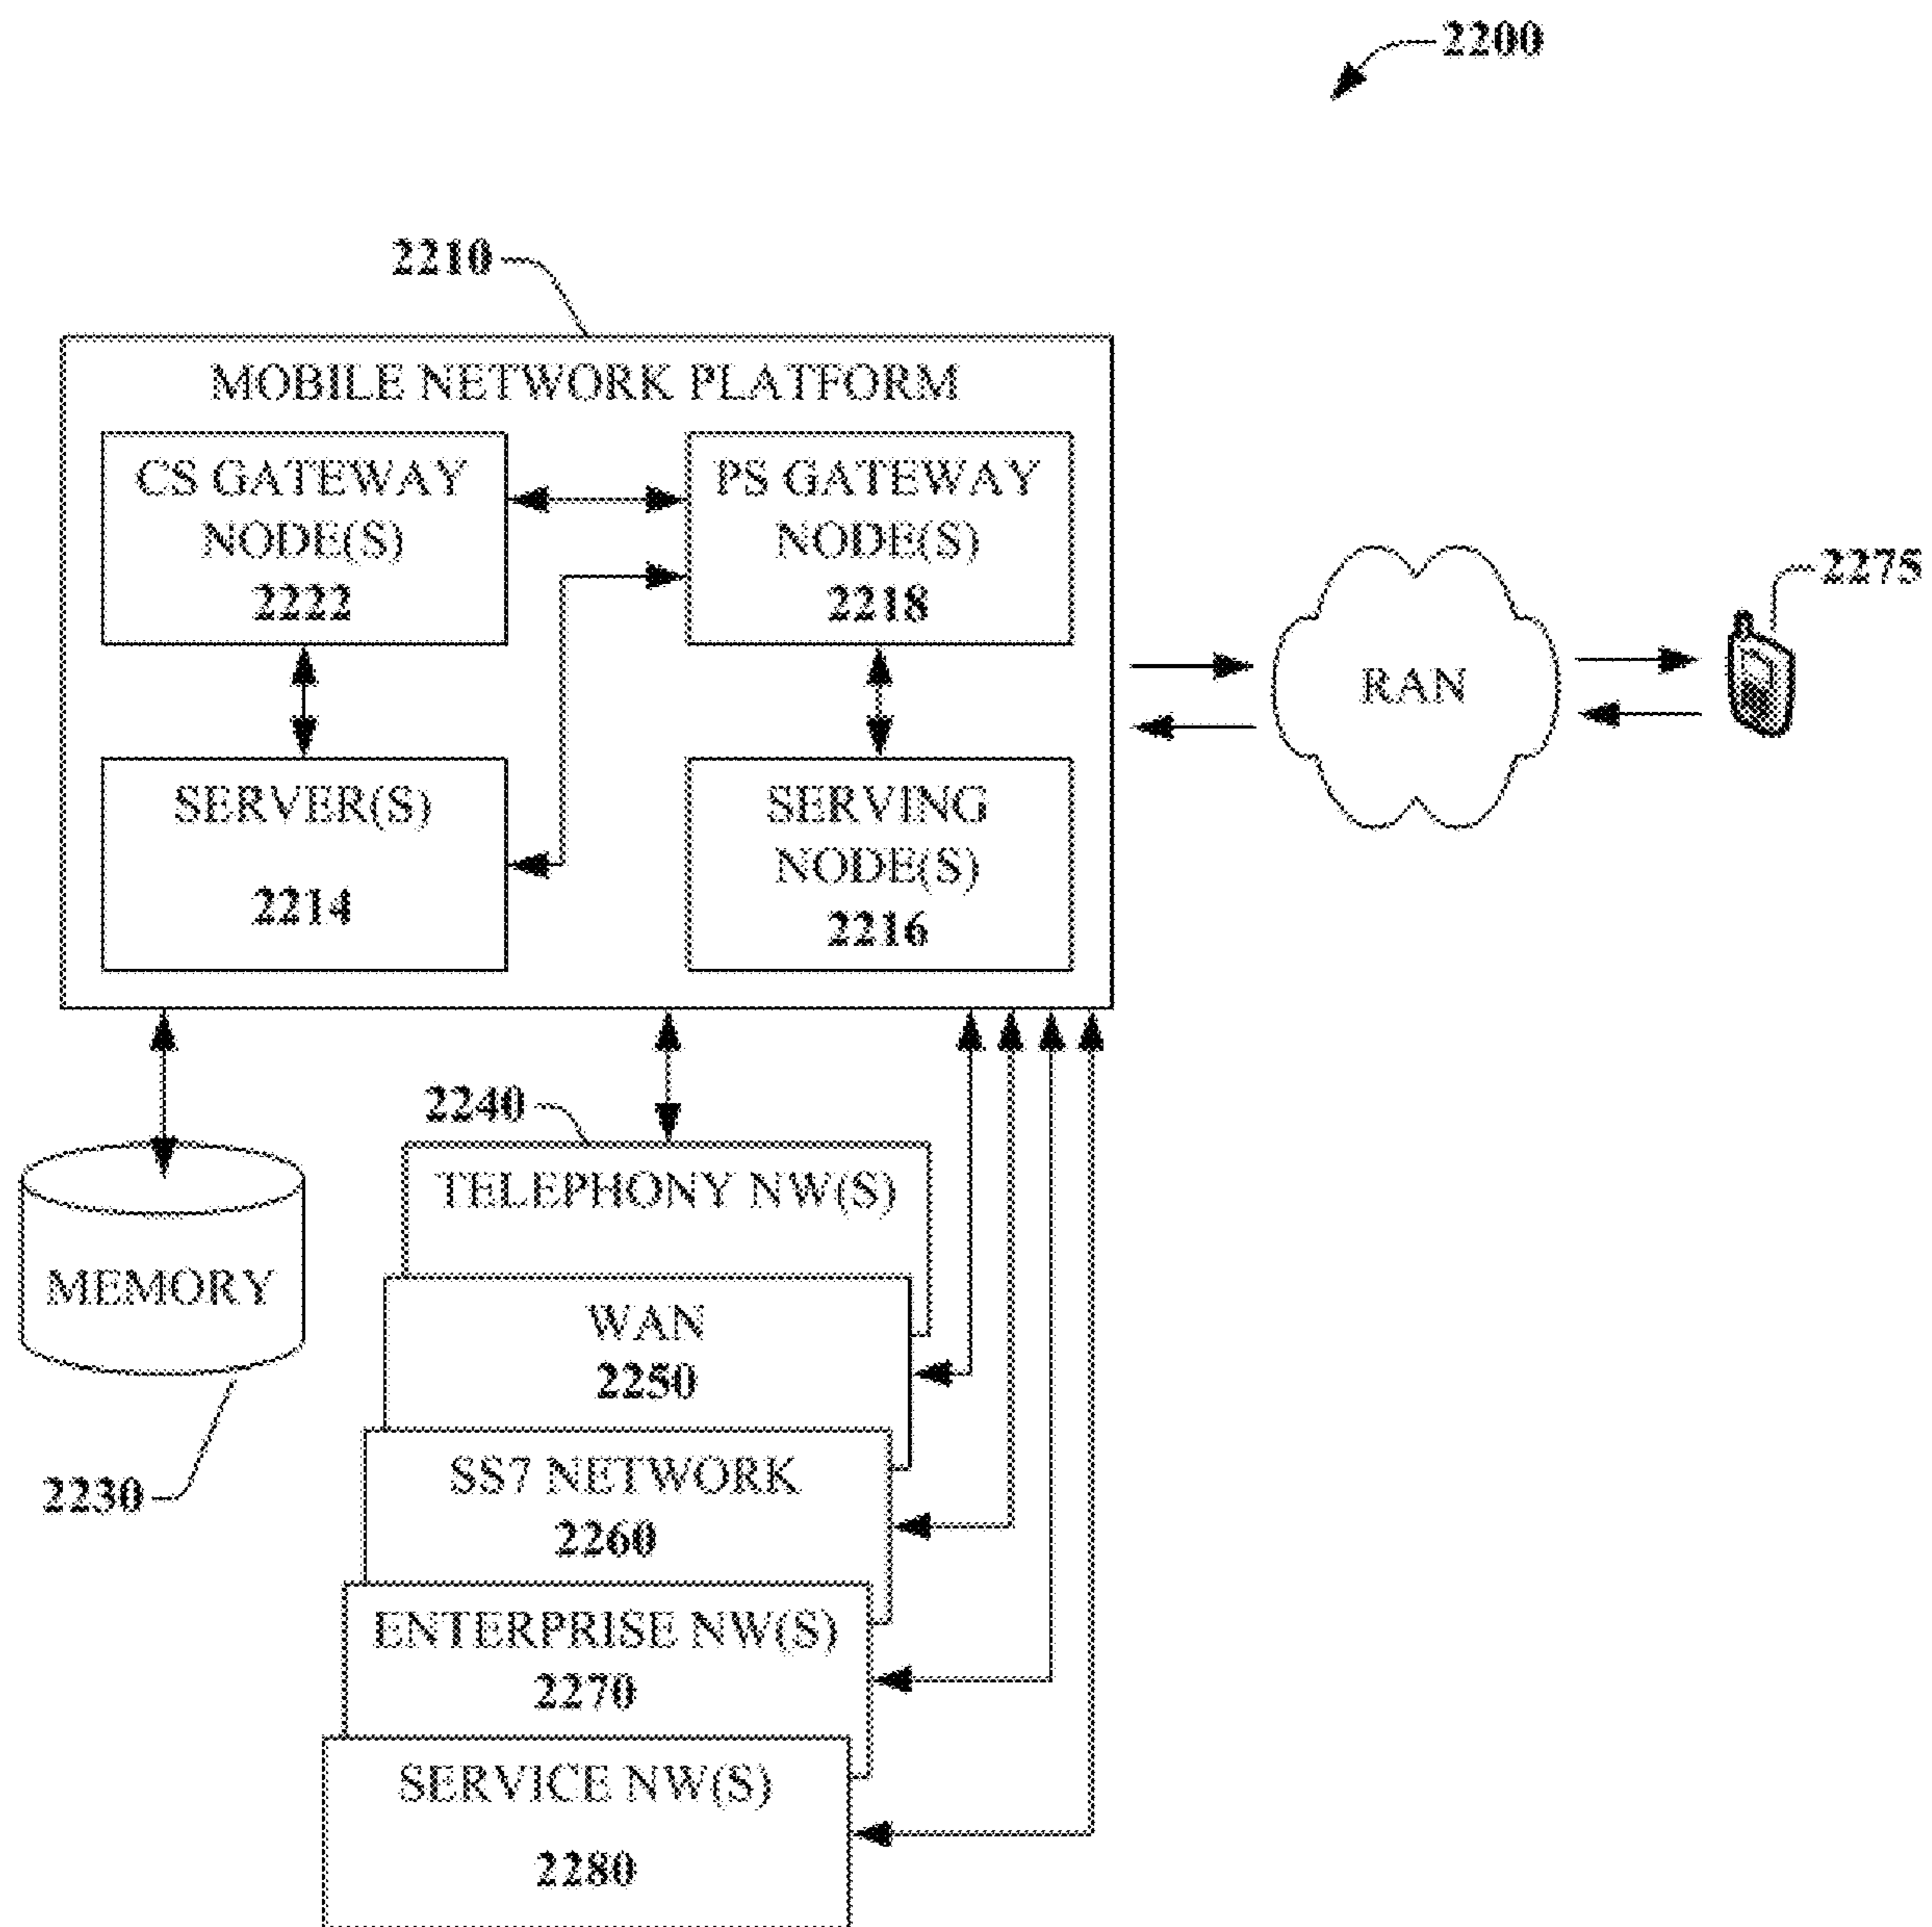 2200
2210
MOBILE NETWORK PLATFORM
CS GATEWAY
NODE(S)
2222
PS GATEWAY
NODE(S)
2218
SERVER(S)
2214
SERVING
NODE(S)
2216
RAN
2275
2240
TELEPHONY NW(S)
MEMORY
2230
WAN
2250
SS7 NETWORK
2260
ENTERPRISE NW(S)
2270
SERVICE NW(S)
2280